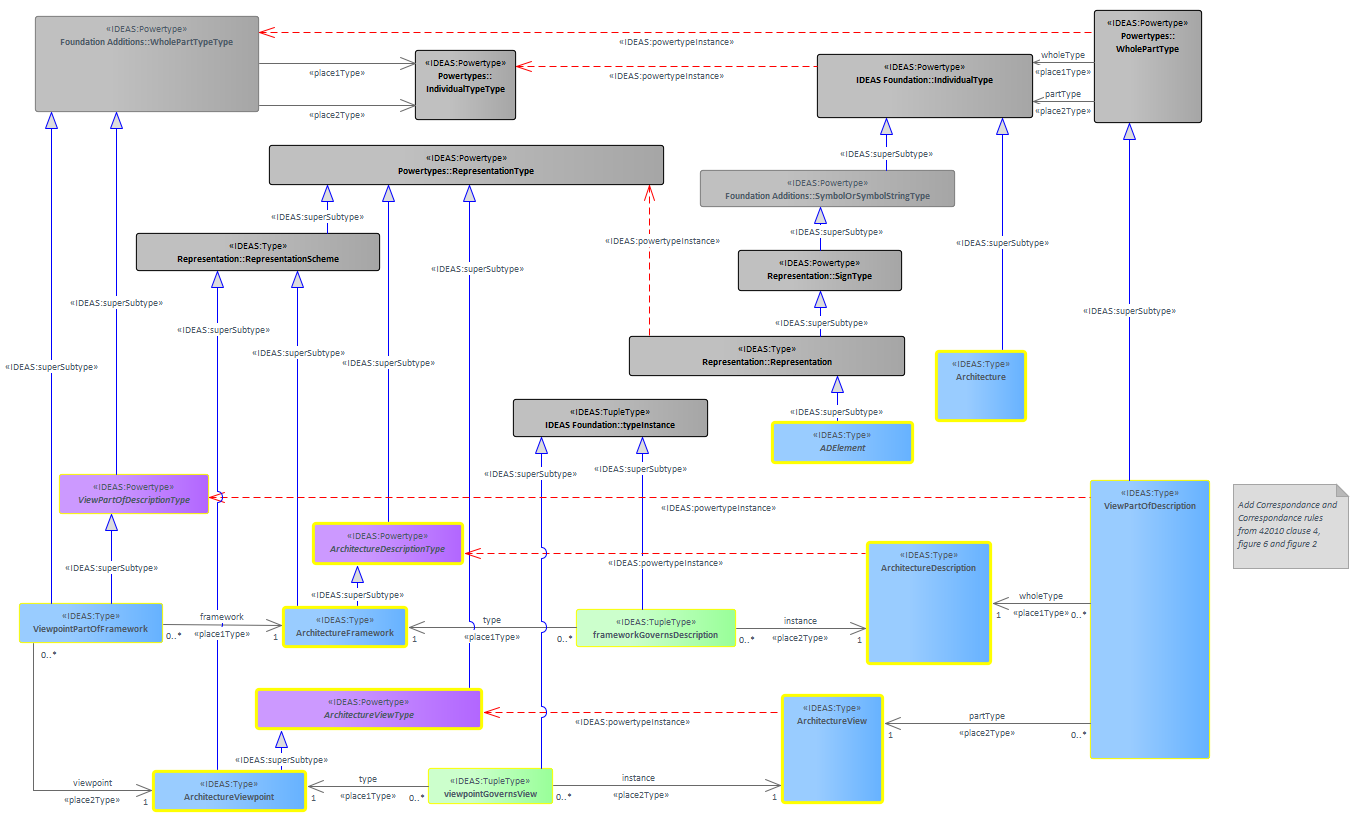 «IDEAS:Powertype»
Foundation Additions::WholePartTypeType
«IDEAS:powertypeInstance»
«IDEAS:Powertype»
Powertypes::
WholePartType
«place1Type»
«place2Type»
«IDEAS:Powertype»
Powertypes::
IndividualTypeType
«IDEAS:powertypeInstance»
«IDEAS:Powertype»
IDEAS Foundation::IndividualType
wholeType
«place1Type»
partType
«place2Type»
«IDEAS:Powertype»
Powertypes::RepresentationType
«IDEAS:superSubtype»
«IDEAS:Powertype»
Foundation Additions::SymbolOrSymbolStringType
«IDEAS:superSubtype»
«IDEAS:superSubtype»
«IDEAS:Type»
Representation::RepresentationScheme
«IDEAS:powertypeInstance»
«IDEAS:superSubtype»
«IDEAS:superSubtype»
«IDEAS:Powertype»
Representation::SignType
«IDEAS:superSubtype»
«IDEAS:superSubtype»
«IDEAS:superSubtype»
«IDEAS:superSubtype»
«IDEAS:superSubtype»
«IDEAS:superSubtype»
«IDEAS:superSubtype»
«IDEAS:superSubtype»
«IDEAS:Type»
Representation::Representation
«IDEAS:Type»
Architecture
«IDEAS:TupleType»
IDEAS Foundation::typeInstance
«IDEAS:superSubtype»
«IDEAS:Type»
ADElement
«IDEAS:superSubtype»
«IDEAS:superSubtype»
«IDEAS:Powertype»
ViewPartOfDescriptionType
«IDEAS:powertypeInstance»
«IDEAS:Type»
ViewPartOfDescription
Add Correspondance and
Correspondance rules
from 42010 clause 4,
figure 6 and figure 2
«IDEAS:Powertype»
ArchitectureDescriptionType
«IDEAS:powertypeInstance»
«IDEAS:Type»
ArchitectureDescription
«IDEAS:superSubtype»
«IDEAS:superSubtype»
wholeType
«place1Type»
1
0..*
«IDEAS:Type»
ViewpointPartOfFramework
framework
«place1Type»
0..*
1
«IDEAS:Type»
ArchitectureFramework
type
«place1Type»
1
0..*
«IDEAS:TupleType»
frameworkGovernsDescription
instance
«place2Type»
0..*
1
0..*
«IDEAS:Powertype»
ArchitectureViewType
«IDEAS:powertypeInstance»
«IDEAS:Type»
ArchitectureView
partType
«place2Type»
1
0..*
«IDEAS:superSubtype»
viewpoint
«place2Type»
1
«IDEAS:Type»
ArchitectureViewpoint
type
«place1Type»
1
0..*
«IDEAS:TupleType»
viewpointGovernsView
instance
«place2Type»
0..*
1